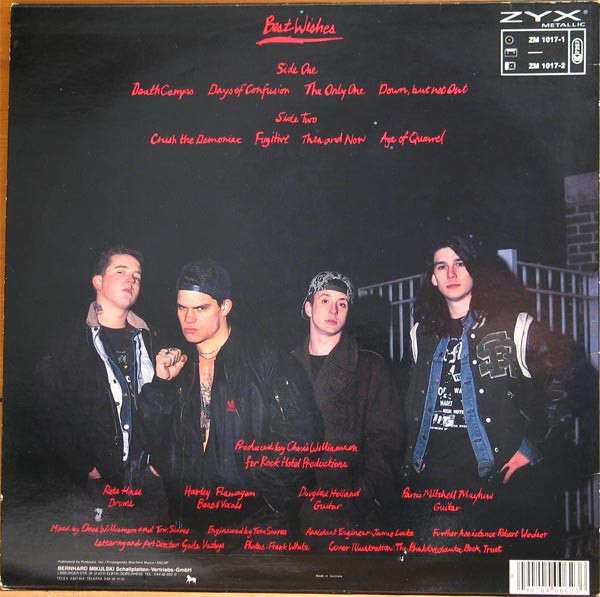 Best Wishes
ZYX
METALLIC
ZM 1017-1
ZM 1017-2
Side One
Death Camps Days of Confusion The Only One Down, but not Out
Side Two
Crush the Demoniac Fugitive Then and Now Age of Quarrel
Produced by Chris Williamson
for Rock Hotel Productions
Pete Hines
Drums
Harley Flanagan
Bass & Vocals
Douglas Holland
Guitar
Parris Mitchell Mayhew
Guitar
Mixed by Chris Williamson and Tom Soares Engineered by Tom Soares Assistant Engineer Jamie Locke Further Assistance Robert
Lettering and Art Director Gail Photos: Frank White Cover Illustration: The Bhaktivedanta Book Trust
BERNHARD MIKULSKI Schallplatten-Vertriebs-GmbH
Made in Germany